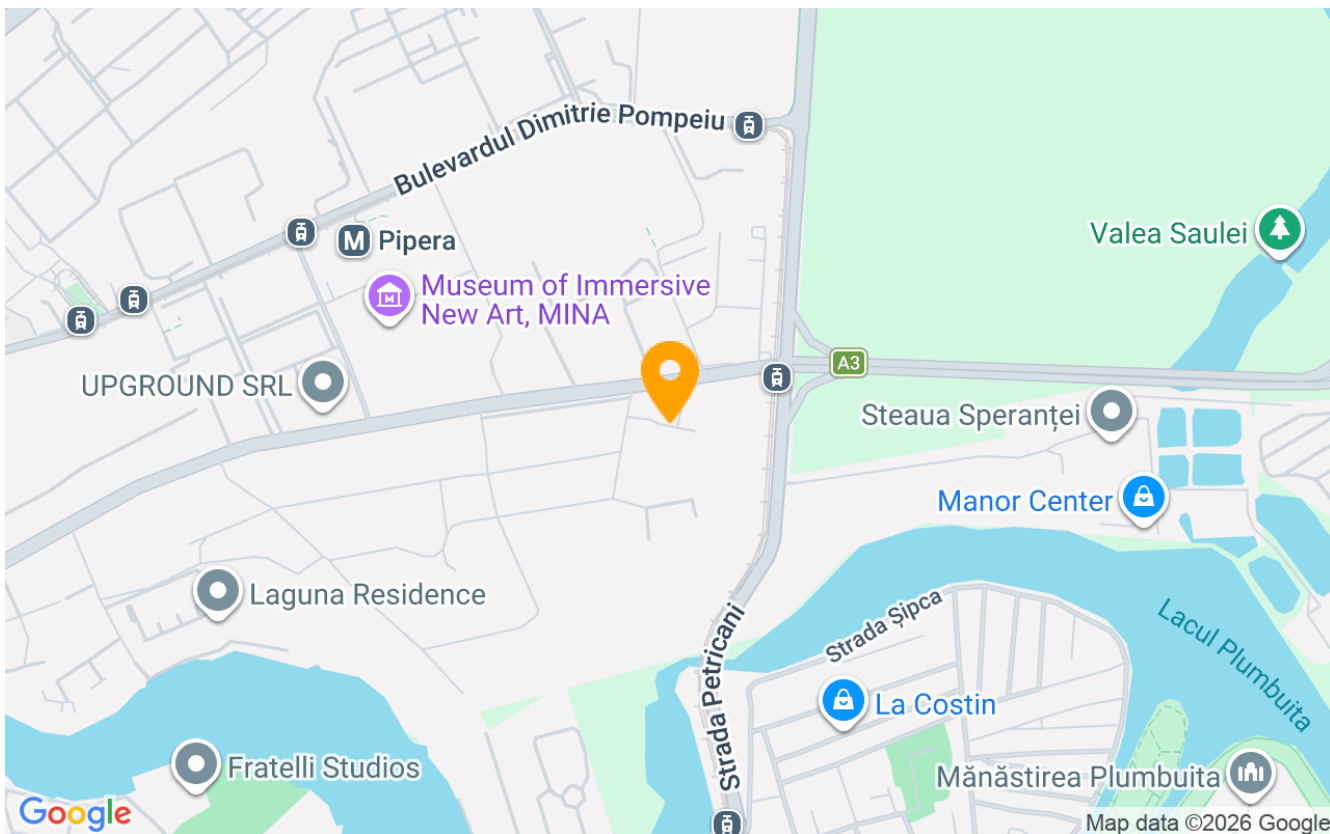 Bulevardul Dimitrie Pompeiu
M
Pipera
Valea Saulei
Museum of Immersive
New Art, MINA
A3
UPGROUND SRL
Steaua Speranței
Manor Center
Laguna Residence
Strada Șipca
Lacul Plumbuita
Strada Petricani
La Costin
Fratelli Studios
Mănăstirea Plumbuita
Google
Map data ©2026 Google